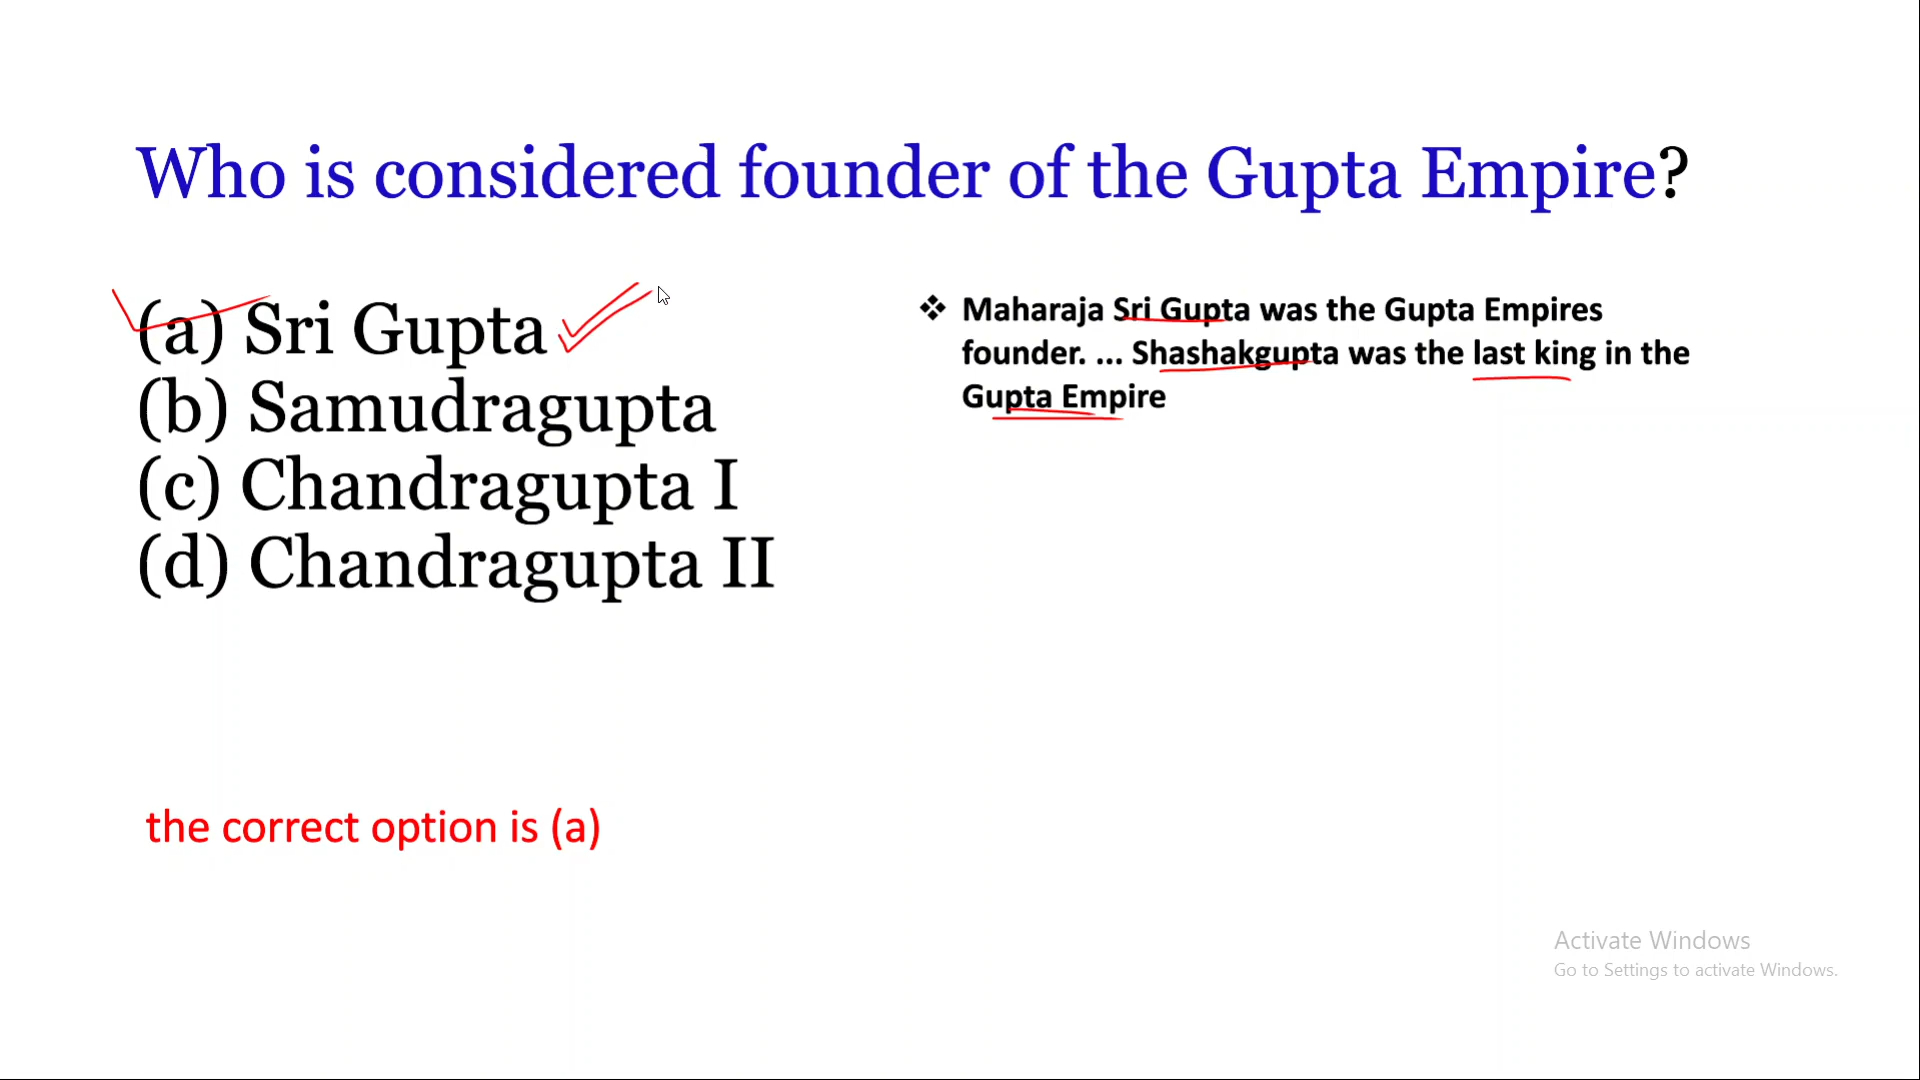 Who is considered founder of the Gupta Empire?
(a) Sri Gupta
(b) Samudragupta
(c) Chandragupta I
(d) Chandragupta II
❖ Maharaja Sri Gupta was the Gupta Empires
founder. ... Shashakgupta was the last king in the
Gupta Empire
the correct option is (a)
Activate Windows
Go to Settings to activate Windows.